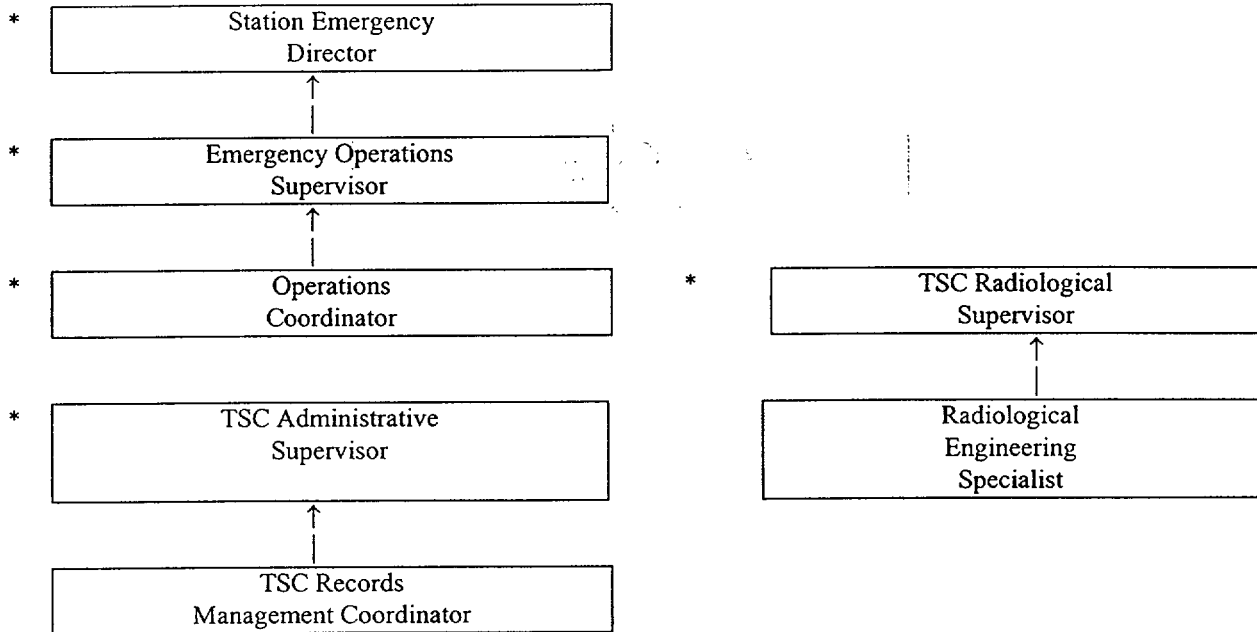 * Station Emergency
Director
* Emergency Operations
Supervisor
* Operations
Coordinator
* TSC Radiological
Supervisor
* TSC Administrative
Supervisor
Radiological
Engineering
Specialist
TSC Records
Management Coordinator